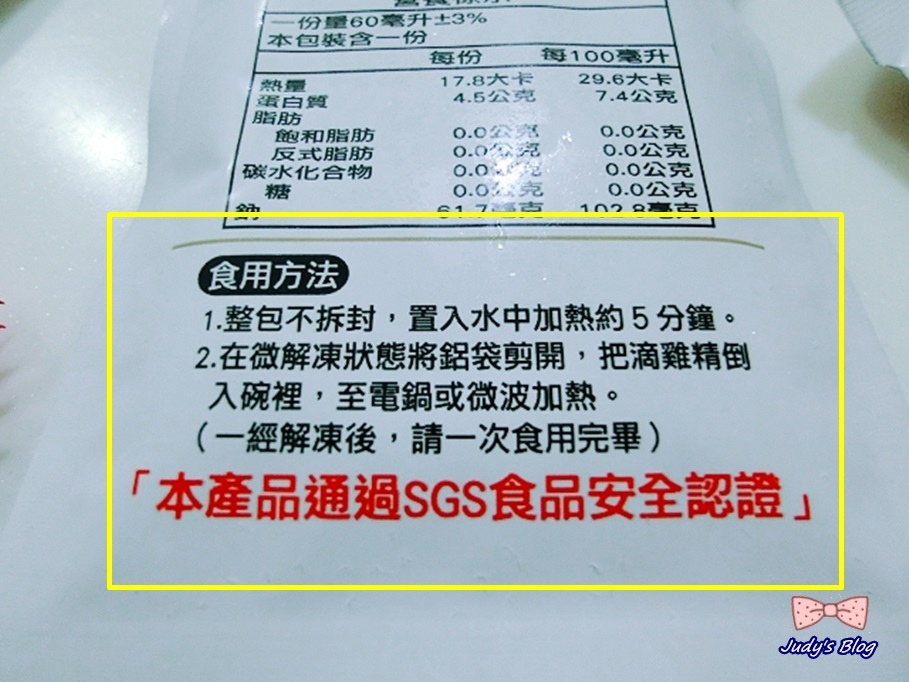 一份量60毫升±3%
本包裝含一份
每份 每100毫升
熱量 17.8大卡 29.6大卡
蛋白質 4.5公克 7.4公克
脂肪
飽和脂肪 0.0公克 0.0公克
反式脂肪 0.0公克 0.0公克
碳水化合物 0.0公克 0.0公克
糖 0.0公克 0.0公克
鈉 61.7毫克 102.8毫克
食用方法
1.整包不拆封，置入水中加熱約5分鐘。
2.在微解凍狀態將鋁袋剪開，把滴雞精倒
入碗裡，至電鍋或微波加熱。
（一經解凍後，請一次食用完畢）
「本產品通過SGS食品安全認證」
Judy's Blog